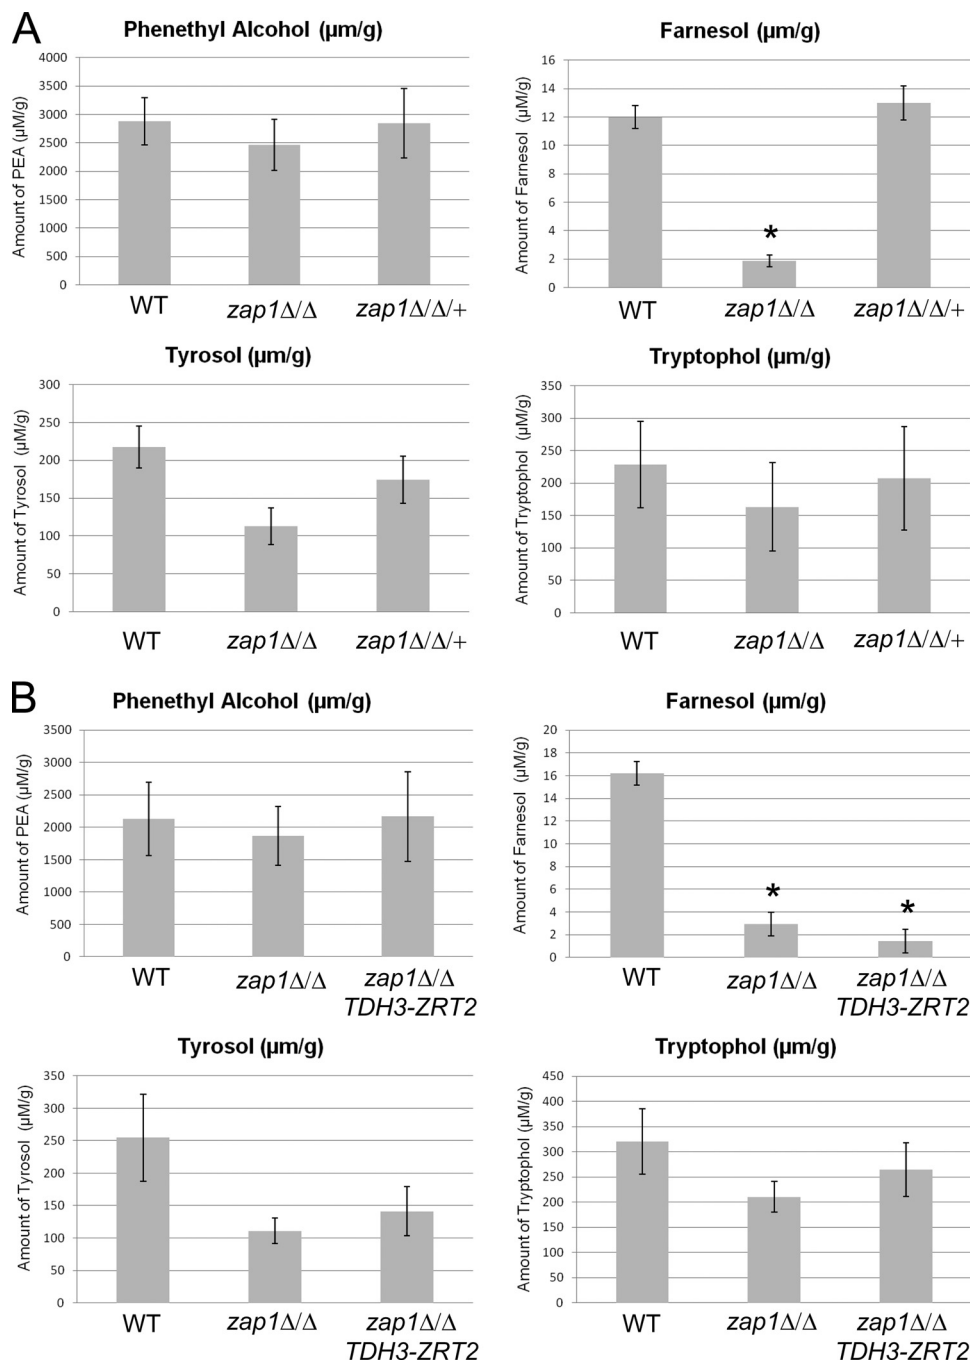 A
Phenethyl Alcohol (µm/g)
Amount of PEA (µM/g)
4000
3500
3000
2500
2000
1500
1000
500
0
WT
zap1Δ/Δ
zap1Δ/Δ/+
Farnesol (µm/g)
Amount of Farnesol (µM/g)
16
14
12
10
8
6
4
2
0
*
WT
zap1Δ/Δ
zap1Δ/Δ/+
Tyrosol (µm/g)
Amount of Tyrosol (µM/g)
300
250
200
150
100
50
0
WT
zap1Δ/Δ
zap1Δ/Δ/+
Tryptophol (µm/g)
Amount of Tryptophol (µM/g)
350
300
250
200
150
100
50
0
WT
zap1Δ/Δ
zap1Δ/Δ/+
B
Phenethyl Alcohol (µm/g)
Amount of PEA (µM/g)
3500
3000
2500
2000
1500
1000
500
0
WT
zap1Δ/Δ
zap1Δ/Δ
TDH3-ZRT2
Farnesol (µm/g)
Amount of Farnesol (µM/g)
20
18
16
14
12
10
8
6
4
2
0
*
*
WT
zap1Δ/Δ
zap1Δ/Δ
TDH3-ZRT2
Tyrosol (µm/g)
Amount of Tyrosol (µM/g)
350
300
250
200
150
100
50
0
WT
zap1Δ/Δ
zap1Δ/Δ
TDH3-ZRT2
Tryptophol (µm/g)
Amount of Tryptophol (µM/g)
450
400
350
300
250
200
150
100
50
0
WT
zap1Δ/Δ
zap1Δ/Δ
TDH3-ZRT2